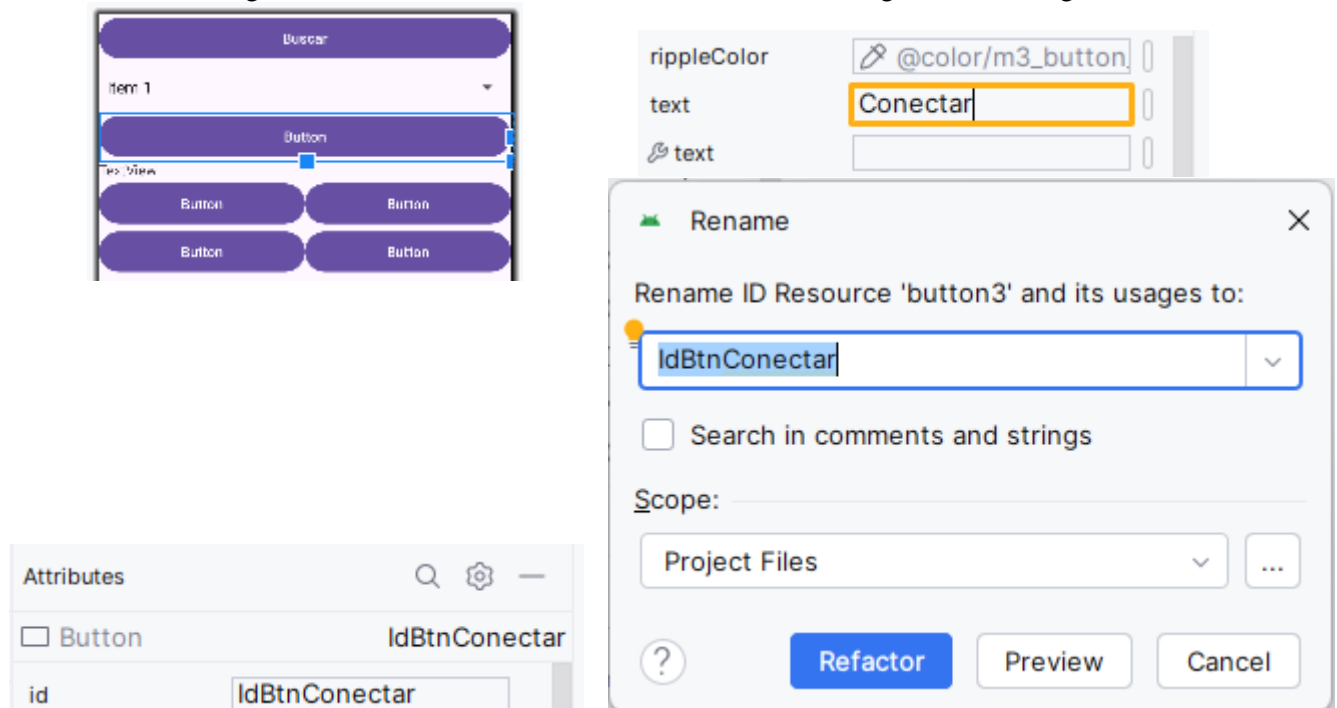 Buscar
Item 1
Button
TextView
Button Button
Button Button
rippleColor @color/m3_button_
text Conectar
text
Rename
Rename ID Resource 'button3' and its usages to:
IdBtnConectar
Search in comments and strings
Scope:
Project Files
...
? Refactor Preview Cancel
Attributes
Button IdBtnConectar
id IdBtnConectar